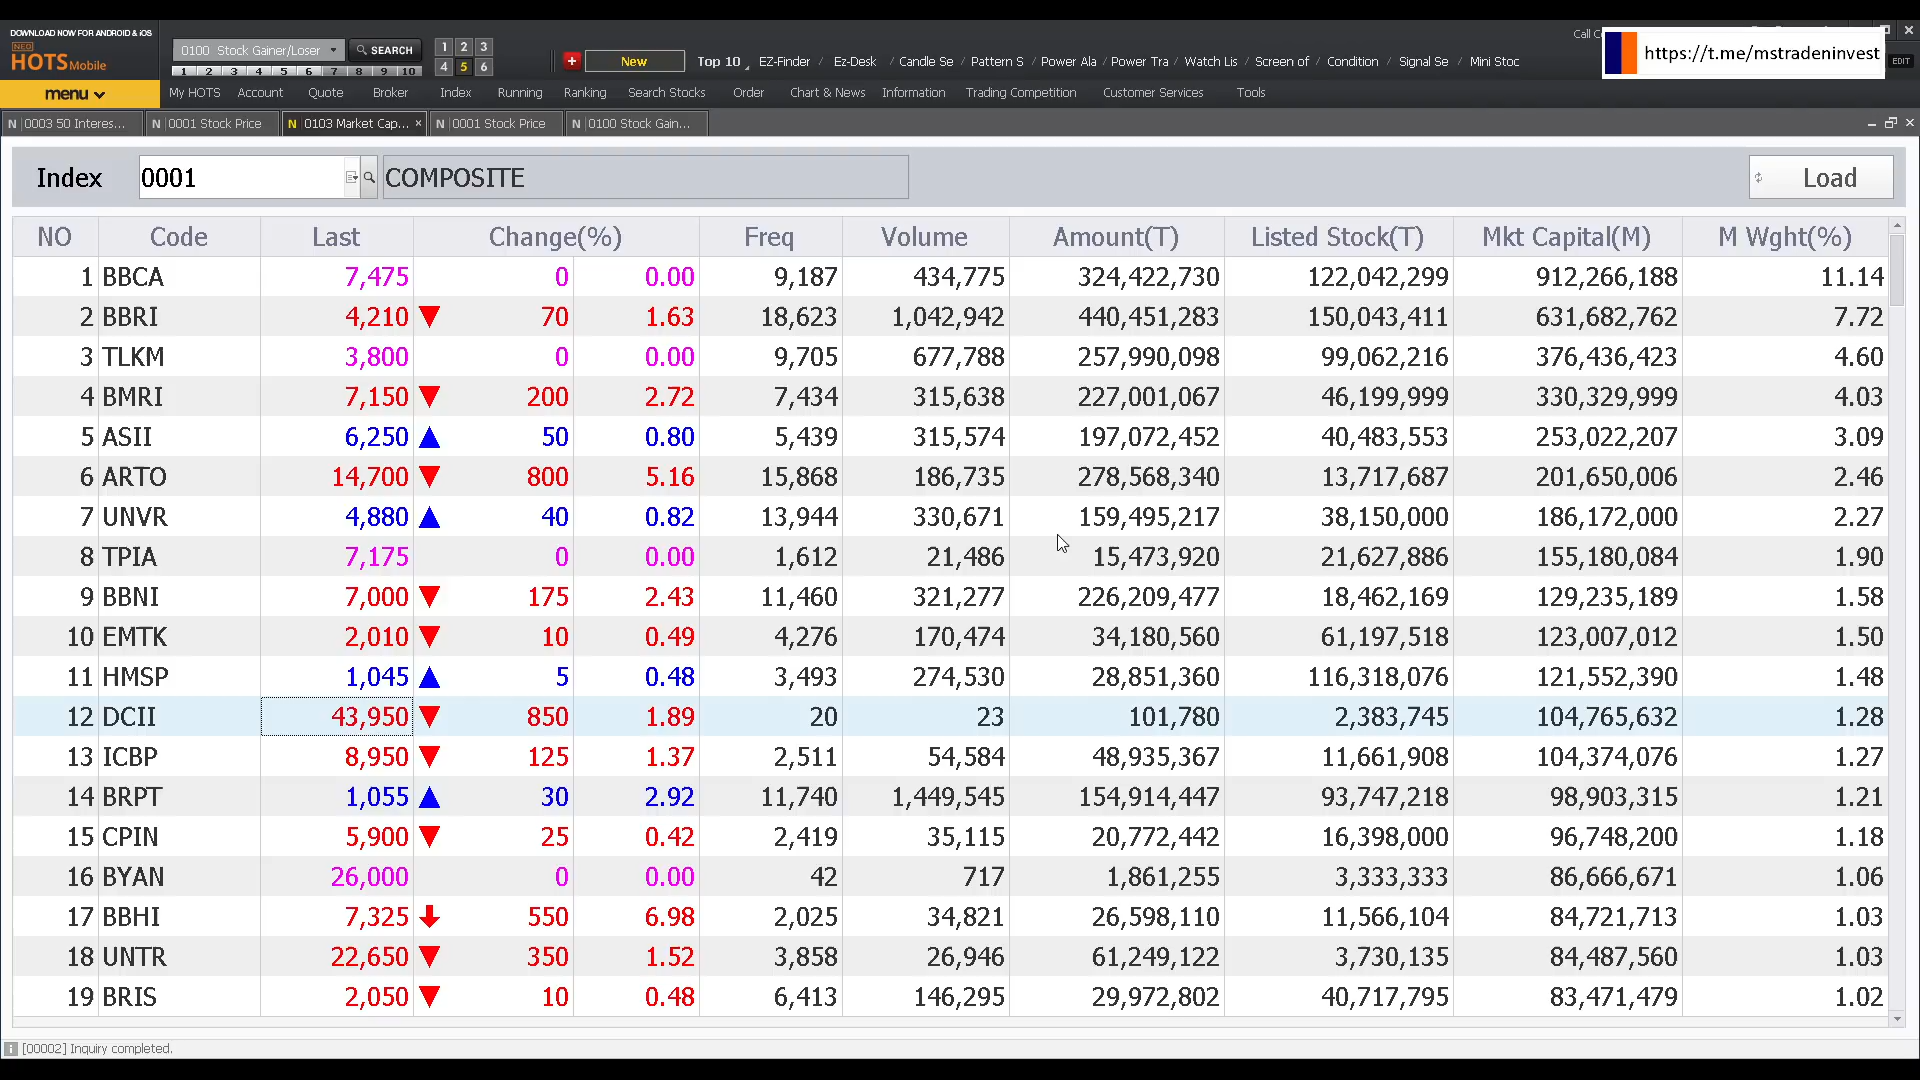 DOWNLOAD NOW FOR ANDROID & iOS
NEO
HOTS Mobile
menu
0100 Stock Gainer/Loser
SEARCH
1 2 3 4 5 6 7 8 9 10
1 2 3
4 5 6
New
Top 10 EZ-Finder / Ez-Desk / Candle Se / Pattern S / Power Ala / Power Tra / Watch Lis / Screen of / Condition / Signal Se / Mini Stoc
https://t.me/mstradeninvest
EDIT
My HOTS Account Quote Broker Index Running Ranking Search Stocks Order Chart & News Information Trading Competition Customer Services Tools
N 0003 50 Interes... N 0001 Stock Price N 0103 Market Cap... × N 0001 Stock Price N 0100 Stock Gain...
Index 0001 COMPOSITE Load
NO Code Last Change(%) Freq Volume Amount(T) Listed Stock(T) Mkt Capital(M) M Wght(%)
1 BBCA 7,475 0 0.00 9,187 434,775 324,422,730 122,042,299 912,266,188 11.14
2 BBRI 4,210 ▼ 70 1.63 18,623 1,042,942 440,451,283 150,043,411 631,682,762 7.72
3 TLKM 3,800 0 0.00 9,705 677,788 257,990,098 99,062,216 376,436,423 4.60
4 BMRI 7,150 ▼ 200 2.72 7,434 315,638 227,001,067 46,199,999 330,329,999 4.03
5 ASII 6,250 ▲ 50 0.80 5,439 315,574 197,072,452 40,483,553 253,022,207 3.09
6 ARTO 14,700 ▼ 800 5.16 15,868 186,735 278,568,340 13,717,687 201,650,006 2.46
7 UNVR 4,880 ▲ 40 0.82 13,944 330,671 159,495,217 38,150,000 186,172,000 2.27
8 TPIA 7,175 0 0.00 1,612 21,486 15,473,920 21,627,886 155,180,084 1.90
9 BBNI 7,000 ▼ 175 2.43 11,460 321,277 226,209,477 18,462,169 129,235,189 1.58
10 EMTK 2,010 ▼ 10 0.49 4,276 170,474 34,180,560 61,197,518 123,007,012 1.50
11 HMSP 1,045 ▲ 5 0.48 3,493 274,530 28,851,360 116,318,076 121,552,390 1.48
12 DCII 43,950 ▼ 850 1.89 20 23 101,780 2,383,745 104,765,632 1.28
13 ICBP 8,950 ▼ 125 1.37 2,511 54,584 48,935,367 11,661,908 104,374,076 1.27
14 BRPT 1,055 ▲ 30 2.92 11,740 1,449,545 154,914,447 93,747,218 98,903,315 1.21
15 CPIN 5,900 ▼ 25 0.42 2,419 35,115 20,772,442 16,398,000 96,748,200 1.18
16 BYAN 26,000 0 0.00 42 717 1,861,255 3,333,333 86,666,671 1.06
17 BBHI 7,325 ⬇ 550 6.98 2,025 34,821 26,598,110 11,566,104 84,721,713 1.03
18 UNTR 22,650 ▼ 350 1.52 3,858 26,946 61,249,122 3,730,135 84,487,560 1.03
19 BRIS 2,050 ▼ 10 0.48 6,413 146,295 29,972,802 40,717,795 83,471,479 1.02
[00002] Inquiry completed.